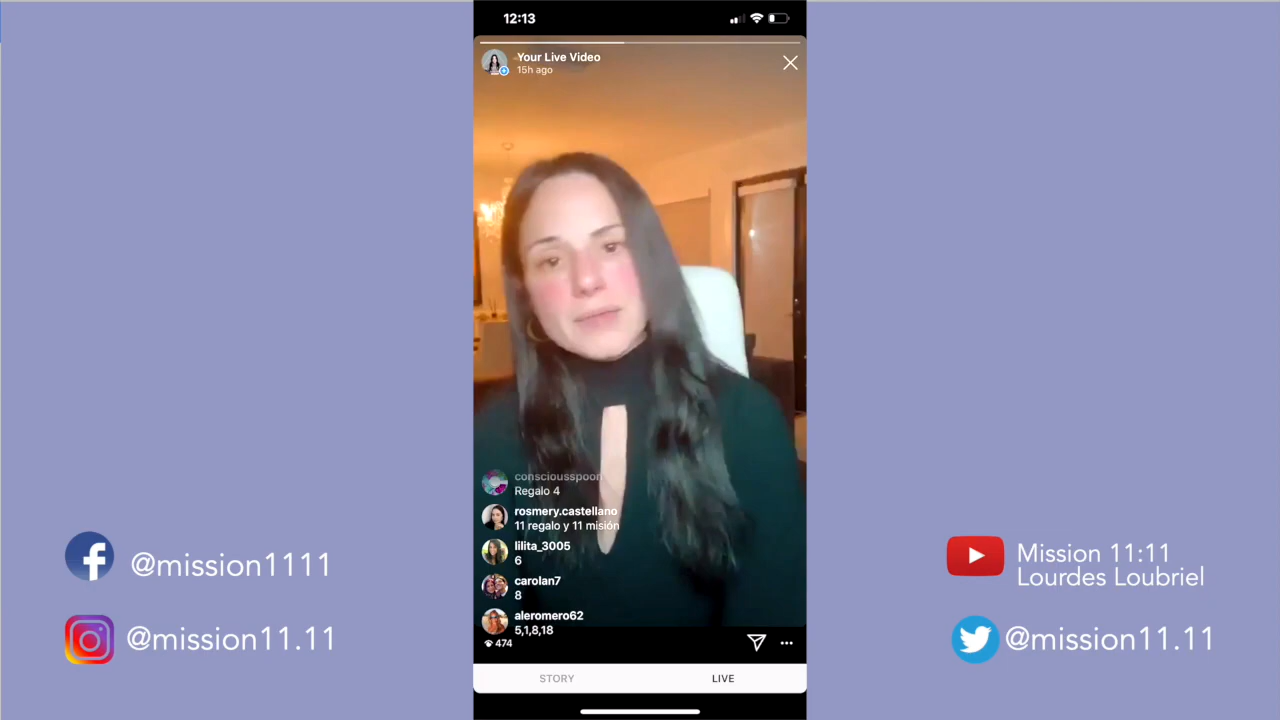 12:13
Your Live Video
15h ago
consciousspoon
Regalo 4
rosmery.castellano
11 regalo y 11 misión
lilita_3005
6
carolan7
8
aleromero62
5,1,8,18
474
STORY
LIVE
@mission1111
@mission11.11
Mission 11:11
Lourdes Loubriel
@mission11.11